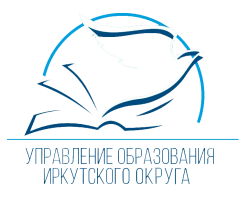 УПРАВЛЕНИЕ ОБРАЗОВАНИЯ
ИРКУТСКОГО ОКРУГА